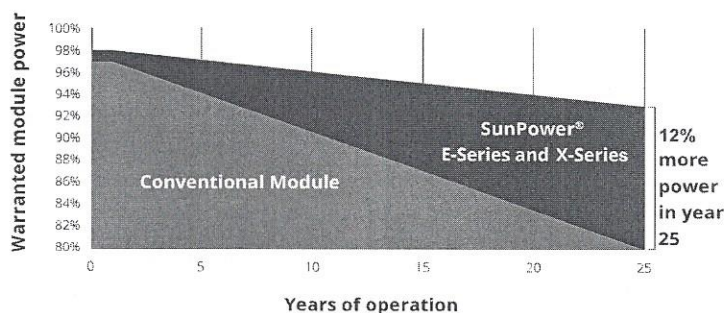 Warranted module power
100%
98%
96%
94%
92%
90%
88%
86%
84%
82%
80%
SunPower®
E-Series and X-Series
Conventional Module
12%
more
power
in year
25
0
5
10
15
20
25
Years of operation